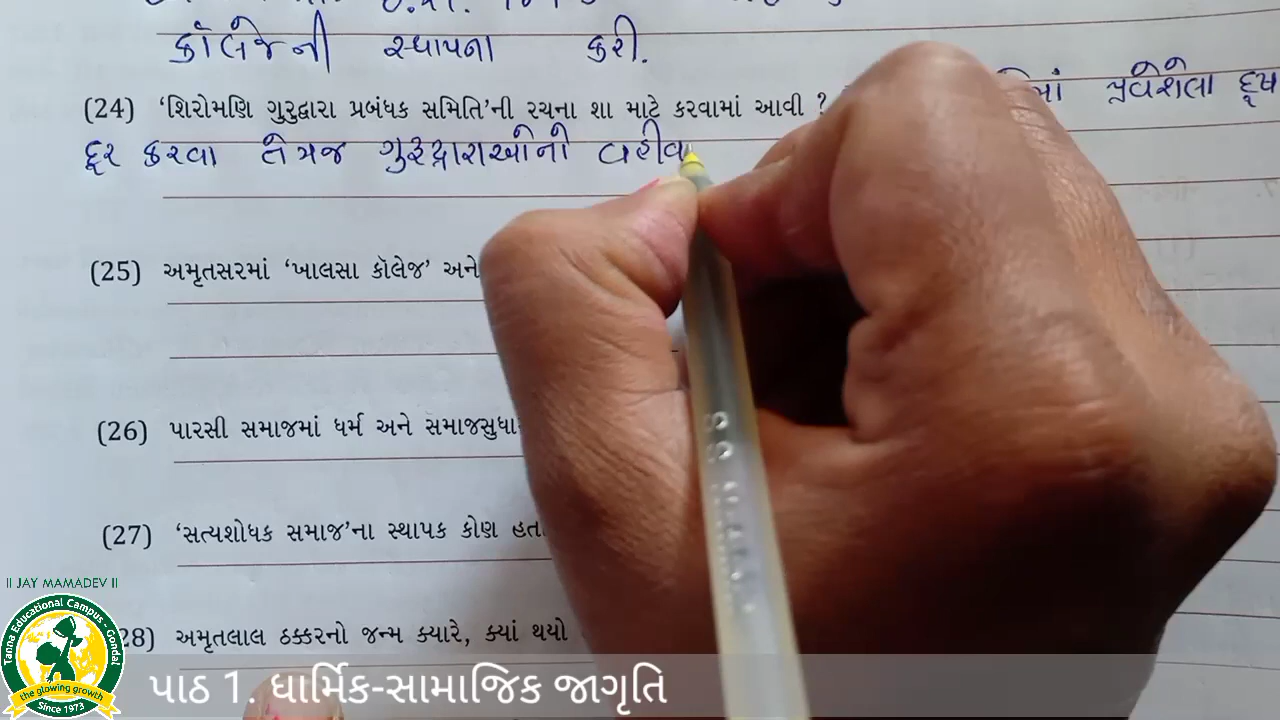 કૉલેજની સ્થાપના કરી.
(24) ‘શિરોમણિ ગુરુદ્વારા પ્રબંધક સમિતિ’ની રચના શા માટે કરવામાં આવી ? પ્રવેશેલા દૂષ
દૂર કરવા તેમજ ગુરુદ્વારાઓનો વહીવ
(25) અમૃતસરમાં ‘ખાલસા કૉલેજ’ અને
(26) પારસી સમાજમાં ધર્મ અને સમાજસુધા
(27) ‘સત્યશોધક સમાજ’ના સ્થાપક કોણ હતા
28) અમૃતલાલ ઠક્કરનો જન્મ ક્યારે, ક્યાં થયો
॥ JAY MAMADEV ॥
Tanna Educational Campus - Gondal
the glowing growth
Since 1973
પાઠ 1. ધાર્મિક-સામાજિક જાગૃતિ